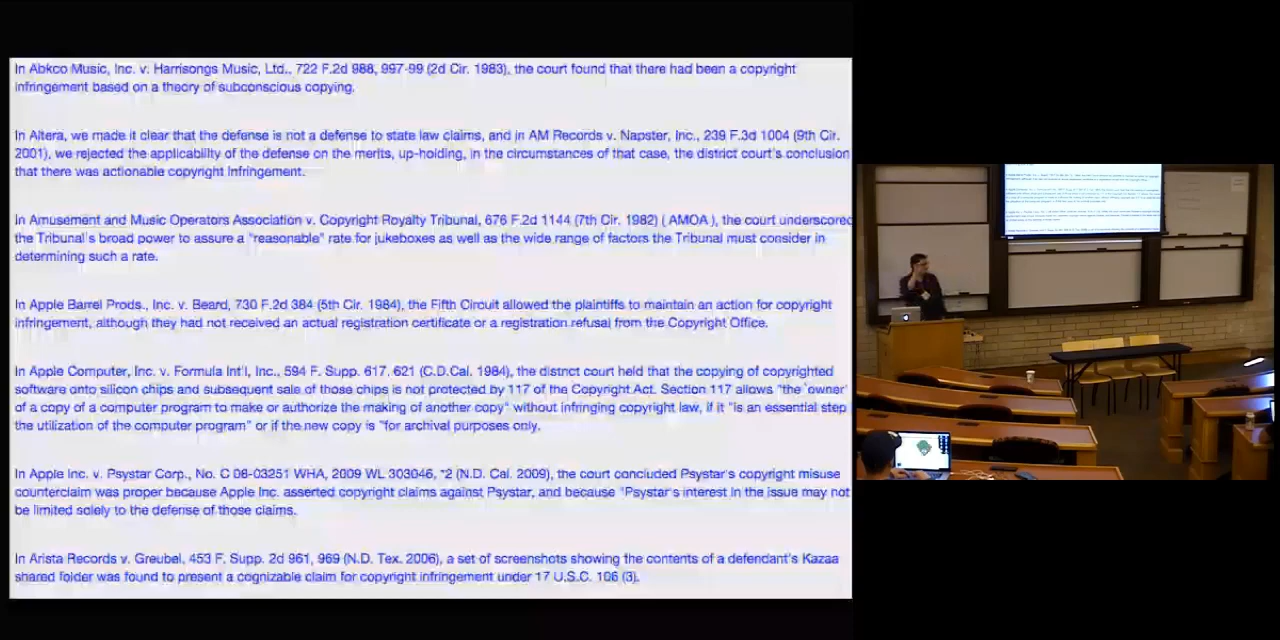 In Abkco Music, Inc. v. Harrisongs Music, Ltd., 722 F.2d 988, 997-99 (2d Cir. 1983), the court found that there had been a copyright
infringement based on a theory of subconscious copying.
In Altera, we made it clear that the defense is not a defense to state law claims, and in AM Records v. Napster, Inc., 239 F.3d 1004 (9th Cir.
2001), we rejected the applicability of the defense on the merits, up-holding, in the circumstances of that case, the district court's conclusion
that there was actionable copyright infringement.
In Amusement and Music Operators Association v. Copyright Royalty Tribunal, 676 F.2d 1144 (7th Cir. 1982) ( AMOA ), the court underscored
the Tribunal's broad power to assure a "reasonable" rate for jukeboxes as well as the wide range of factors the Tribunal must consider in
determining such a rate.
In Apple Barrel Prods., Inc. v. Beard, 730 F.2d 384 (5th Cir. 1984), the Fifth Circuit allowed the plaintiffs to maintain an action for copyright
infringement, although they had not received an actual registration certificate or a registration refusal from the Copyright Office.
In Apple Computer, Inc. v. Formula Int'l, Inc., 594 F. Supp. 617, 621 (C.D.Cal. 1984), the district court held that the copying of copyrighted
software onto silicon chips and subsequent sale of those chips is not protected by 117 of the Copyright Act. Section 117 allows "the 'owner'
of a copy of a computer program to make or authorize the making of another copy" without infringing copyright law, if it "is an essential step
the utilization of the computer program" or if the new copy is "for archival purposes only.
In Apple Inc. v. Psystar Corp., No. C 08-03251 WHA, 2009 WL 303046, *2 (N.D. Cal. 2009), the court concluded Psystar's copyright misuse
counterclaim was proper because Apple Inc. asserted copyright claims against Psystar, and because "Psystar's interest in the issue may not
be limited solely to the defense of those claims.
In Arista Records v. Greubel, 453 F. Supp. 2d 961, 969 (N.D. Tex. 2006), a set of screenshots showing the contents of a defendant's Kazaa
shared folder was found to present a cognizable claim for copyright infringement under 17 U.S.C. 106 (3).